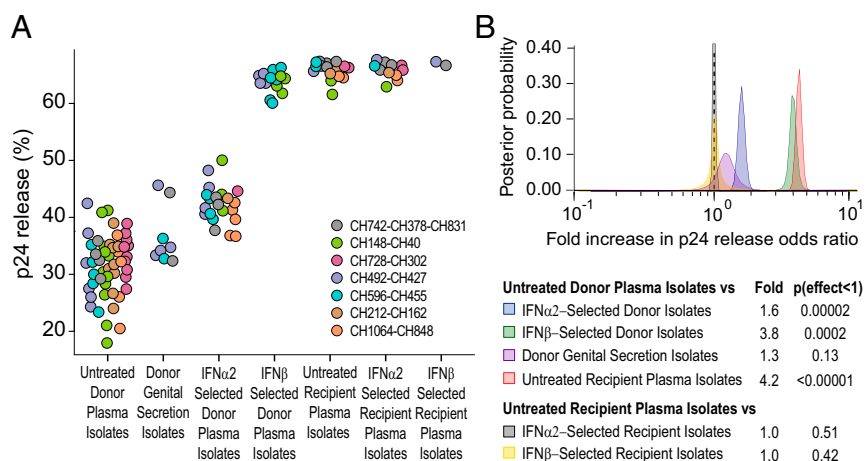 A
p24 release (%)
60
50
40
30
20
CH742-CH378-CH831
CH148-CH40
CH728-CH302
CH492-CH427
CH596-CH455
CH212-CH162
CH1064-CH848
Untreated
Donor
Plasma
Isolates
Donor
Genital
Secretion
Isolates
IFNα2
Selected
Donor
Plasma
Isolates
IFNβ
Selected
Donor
Plasma
Isolates
Untreated
Recipient
Plasma
Isolates
IFNα2
Selected
Recipient
Plasma
Isolates
IFNβ
Selected
Recipient
Plasma
Isolates
B
Posterior probability
0.40
0.30
0.20
0.10
0.00
10⁻¹
10⁰
10¹
Fold increase in p24 release odds ratio
Untreated Donor Plasma Isolates vs Fold p(effect<1)
IFNα2−Selected Donor Isolates 1.6 0.00002
IFNβ−Selected Donor Isolates 3.8 0.0002
Donor Genital Secretion Isolates 1.3 0.13
Untreated Recipient Plasma Isolates 4.2 <0.00001
Untreated Recipient Plasma Isolates vs
IFNα2−Selected Recipient Isolates 1.0 0.51
IFNβ−Selected Recipient Isolates 1.0 0.42